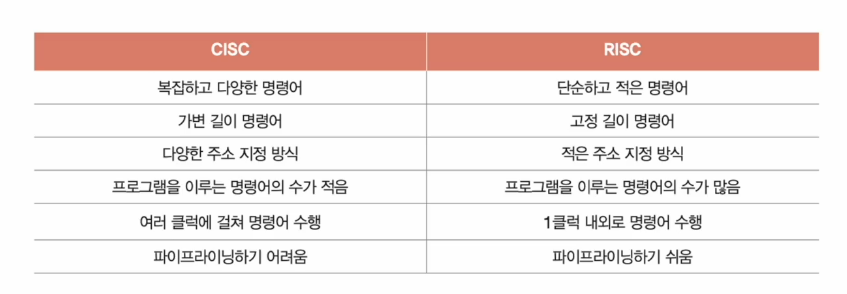 CISC RISC
복잡하고 다양한 명령어 단순하고 적은 명령어
가변 길이 명령어 고정 길이 명령어
다양한 주소 지정 방식 적은 주소 지정 방식
프로그램을 이루는 명령어의 수가 적음 프로그램을 이루는 명령어의 수가 많음
여러 클럭에 걸쳐 명령어 수행 1클럭 내외로 명령어 수행
파이프라이닝하기 어려움 파이프라이닝하기 쉬움